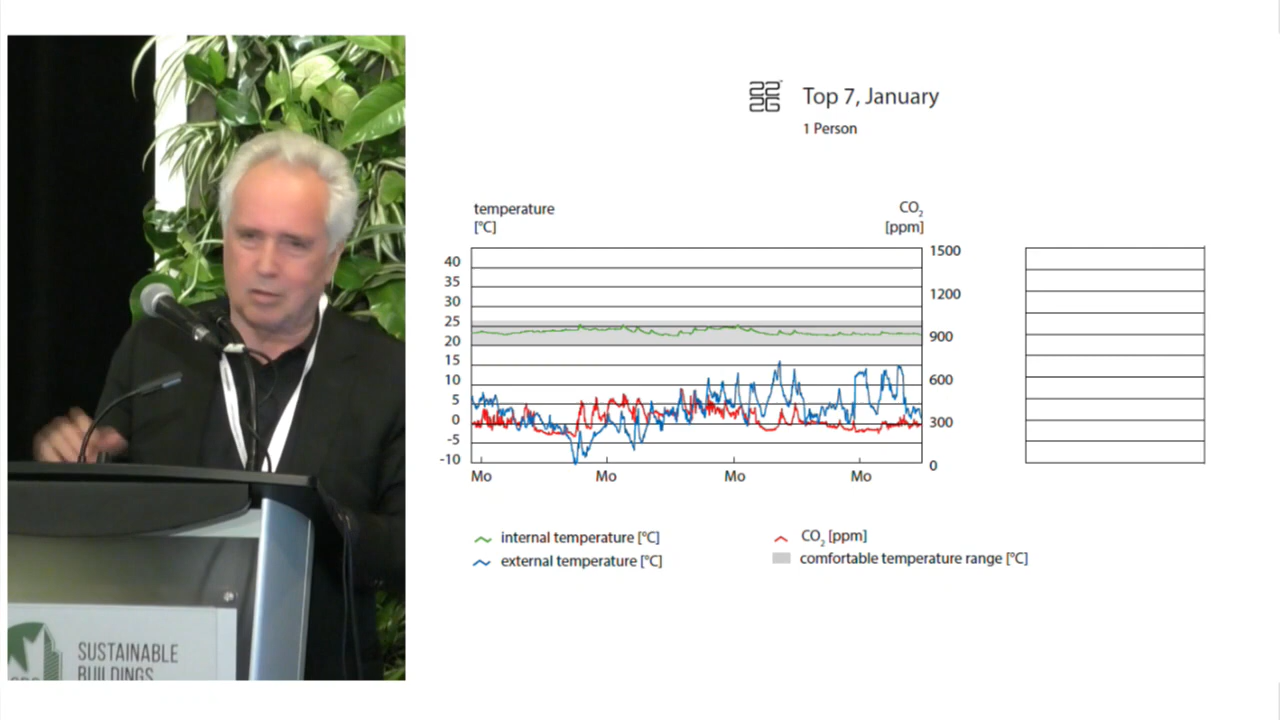 2226
Top 7, January
1 Person
temperature
[°C]
CO₂
[ppm]
40
35
30
25
20
15
10
5
0
-5
-10
1500
1200
900
600
300
0
Mo Mo Mo Mo
internal temperature [°C]
external temperature [°C]
CO₂ [ppm]
comfortable temperature range [°C]
SUSTAINABLE
BUILDINGS